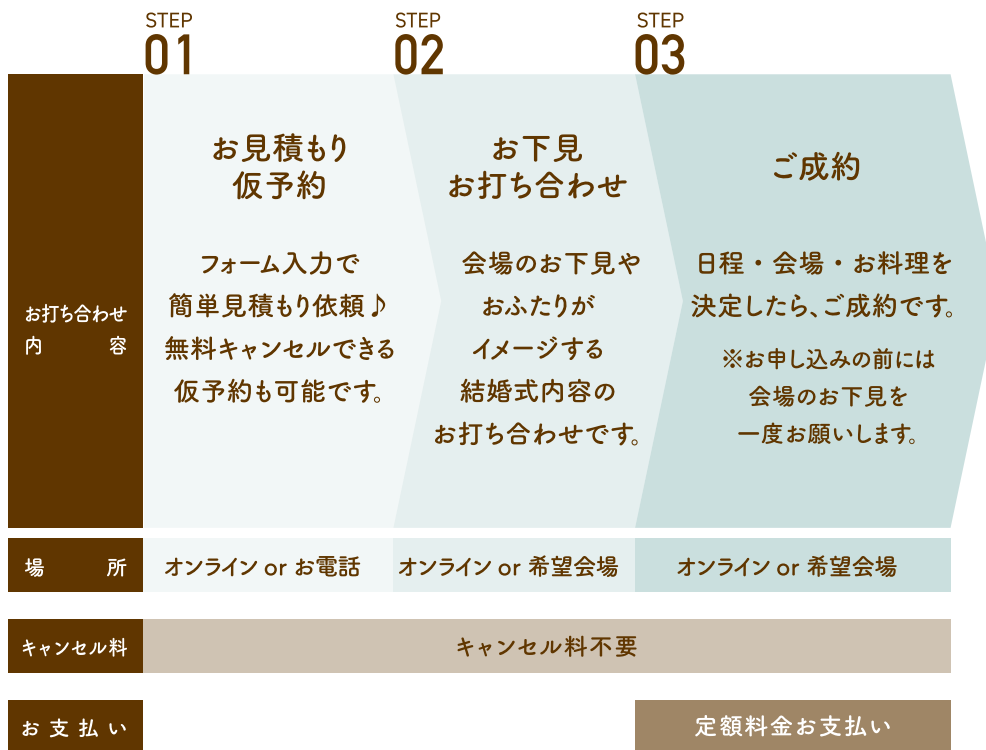 STEP
01
STEP
02
STEP
03
お打ち合わせ
内容
お見積もり
仮予約
フォーム入力で
簡単見積もり依頼♪
無料キャンセルできる
仮予約も可能です。
お下見
お打ち合わせ
会場のお下見や
おふたりが
イメージする
結婚式内容の
お打ち合わせです。
ご成約
日程・会場・お料理を
決定したら、ご成約です。
※お申し込みの前には
会場のお下見を
一度お願いします。
場所
オンライン or お電話
オンライン or 希望会場
オンライン or 希望会場
キャンセル料
キャンセル料不要
お支払い
定額料金お支払い